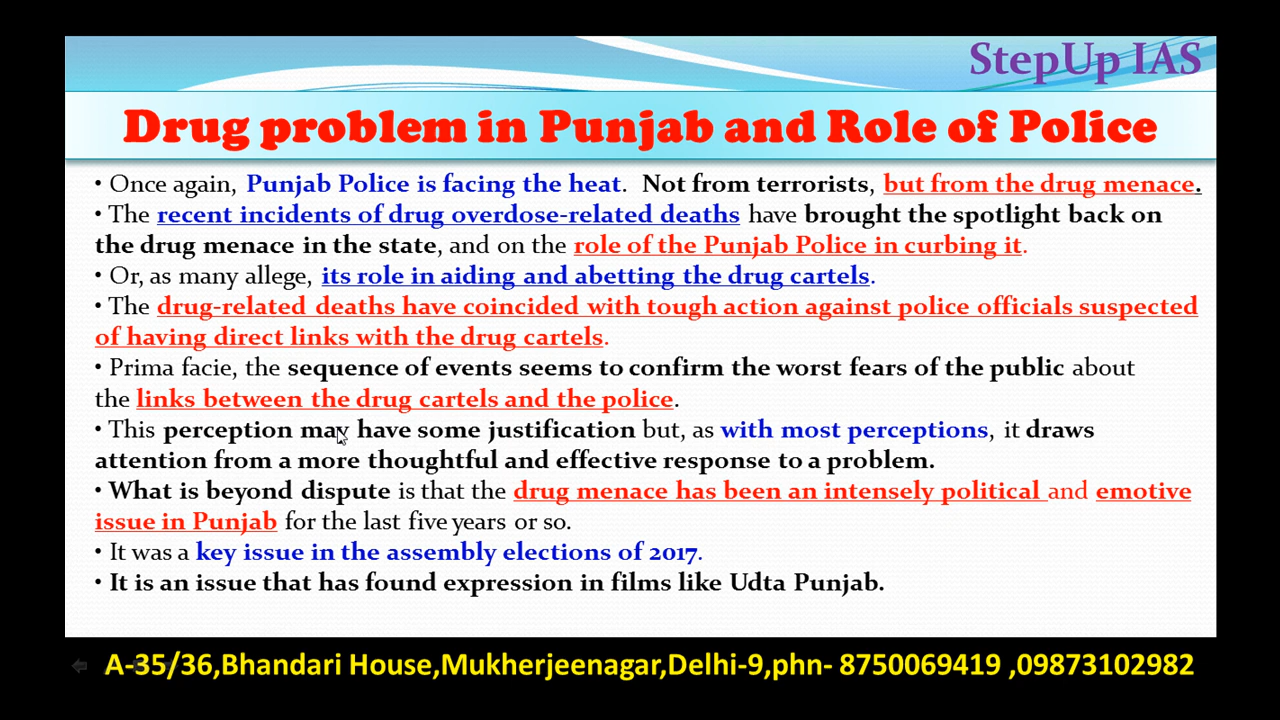 StepUp IAS
Drug problem in Punjab and Role of Police
• Once again, Punjab Police is facing the heat. Not from terrorists, but from the drug menace.
• The recent incidents of drug overdose-related deaths have brought the spotlight back on
the drug menace in the state, and on the role of the Punjab Police in curbing it.
• Or, as many allege, its role in aiding and abetting the drug cartels.
• The drug-related deaths have coincided with tough action against police officials suspected
of having direct links with the drug cartels.
• Prima facie, the sequence of events seems to confirm the worst fears of the public about
the links between the drug cartels and the police.
• This perception may have some justification but, as with most perceptions, it draws
attention from a more thoughtful and effective response to a problem.
• What is beyond dispute is that the drug menace has been an intensely political and emotive
issue in Punjab for the last five years or so.
• It was a key issue in the assembly elections of 2017.
• It is an issue that has found expression in films like Udta Punjab.
A-35/36,Bhandari House,Mukherjeenagar,Delhi-9,phn- 8750069419 ,09873102982